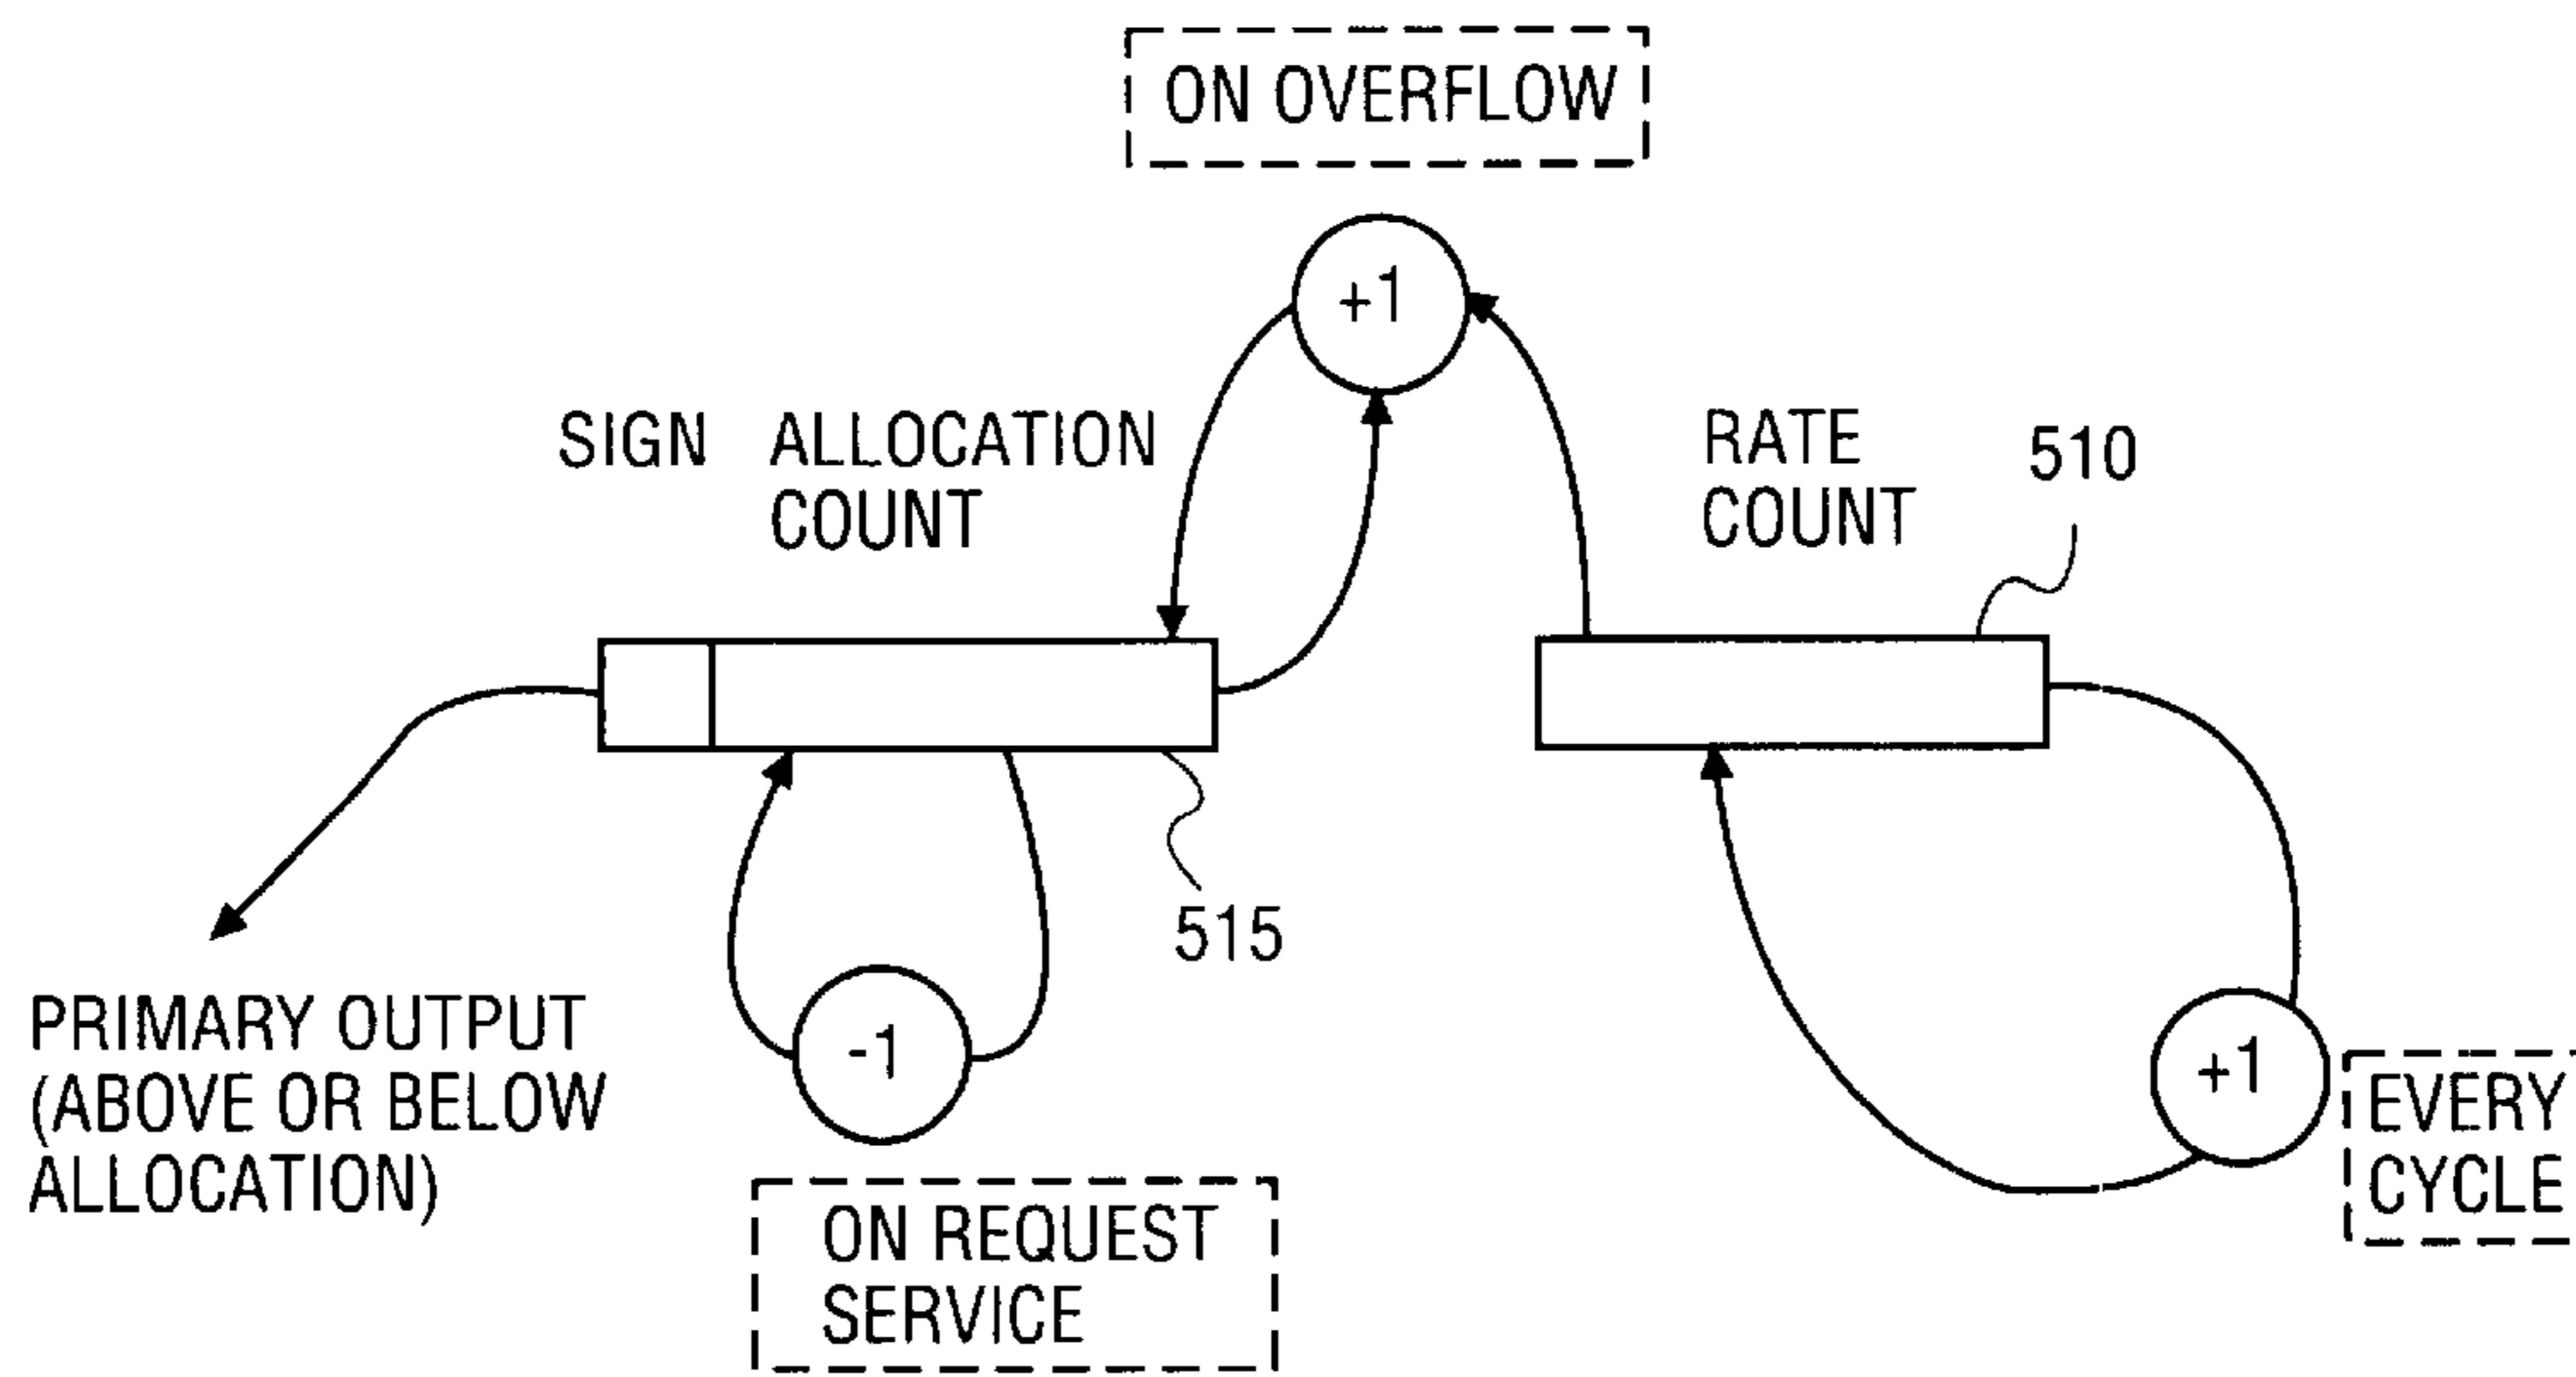 ON OVERFLOW
+1
SIGN ALLOCATION
COUNT
RATE
COUNT
510
515
PRIMARY OUTPUT
(ABOVE OR BELOW
ALLOCATION)
-1
ON REQUEST
SERVICE
+1
EVERY
CYCLE